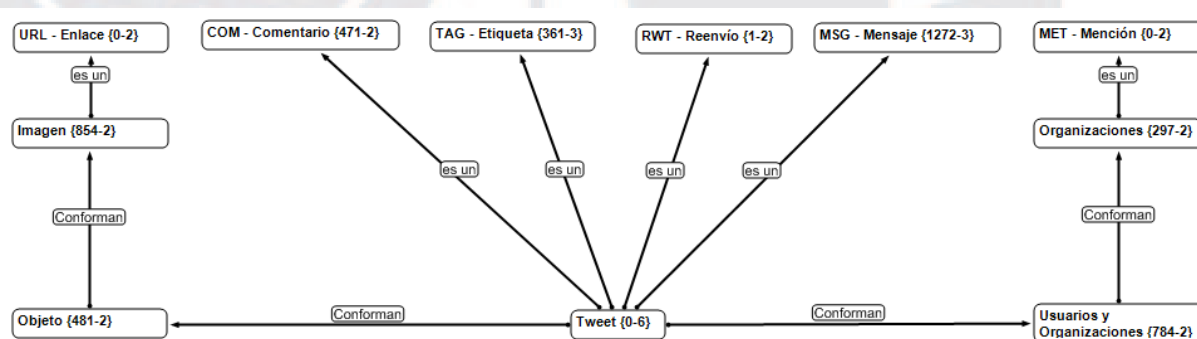 URL - Enlace {0-2}
COM - Comentario {471-2}
TAG - Etiqueta {361-3}
RWT - Reenvío {1-2}
MSG - Mensaje {1272-3}
MET - Mención {0-2}
es un
es un
Imagen {854-2}
Organizaciones {297-2}
es un
es un
es un
es un
Conforman
Conforman
Conforman
Conforman
Objeto {481-2}
Tweet {0-6}
Usuarios y
Organizaciones {784-2}